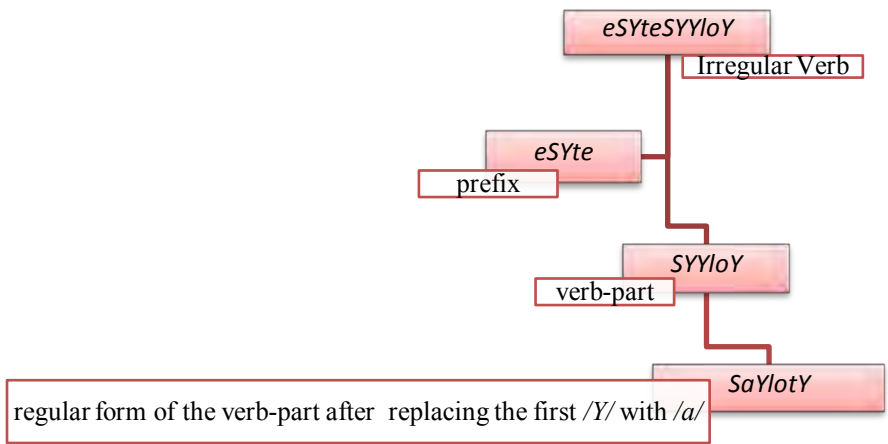 eSYteSYYloY
Irregular Verb
eSYte
prefix
SYYloY
verb-part
SaYlotY
regular form of the verb-part after replacing the first /Y/ with /a/